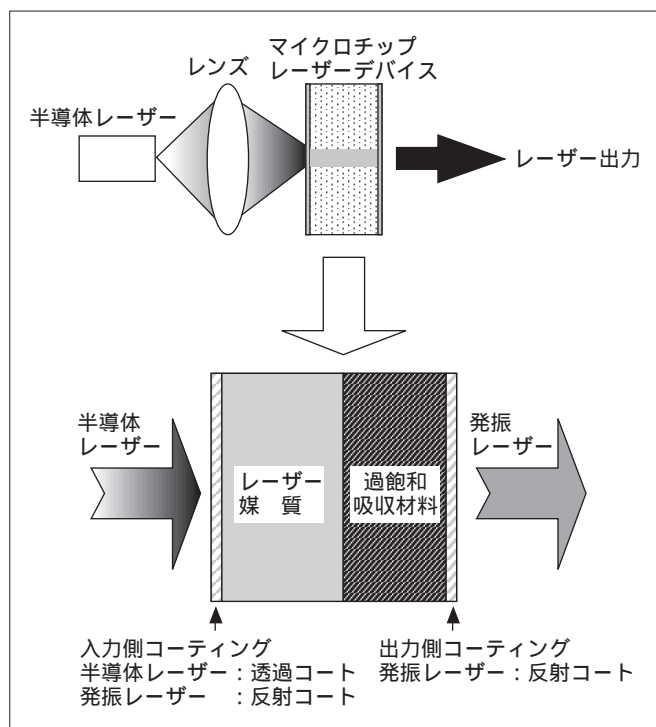 マイクロチップ
レーザーデバイス
レンズ
半導体レーザー
レーザー出力
半導体
レーザー
レーザー
媒　質
過飽和
吸収材料
発振
レーザー
入力側コーティング
半導体レーザー：透過コート
発振レーザー　：反射コート
出力側コーティング
発振レーザー：反射コート